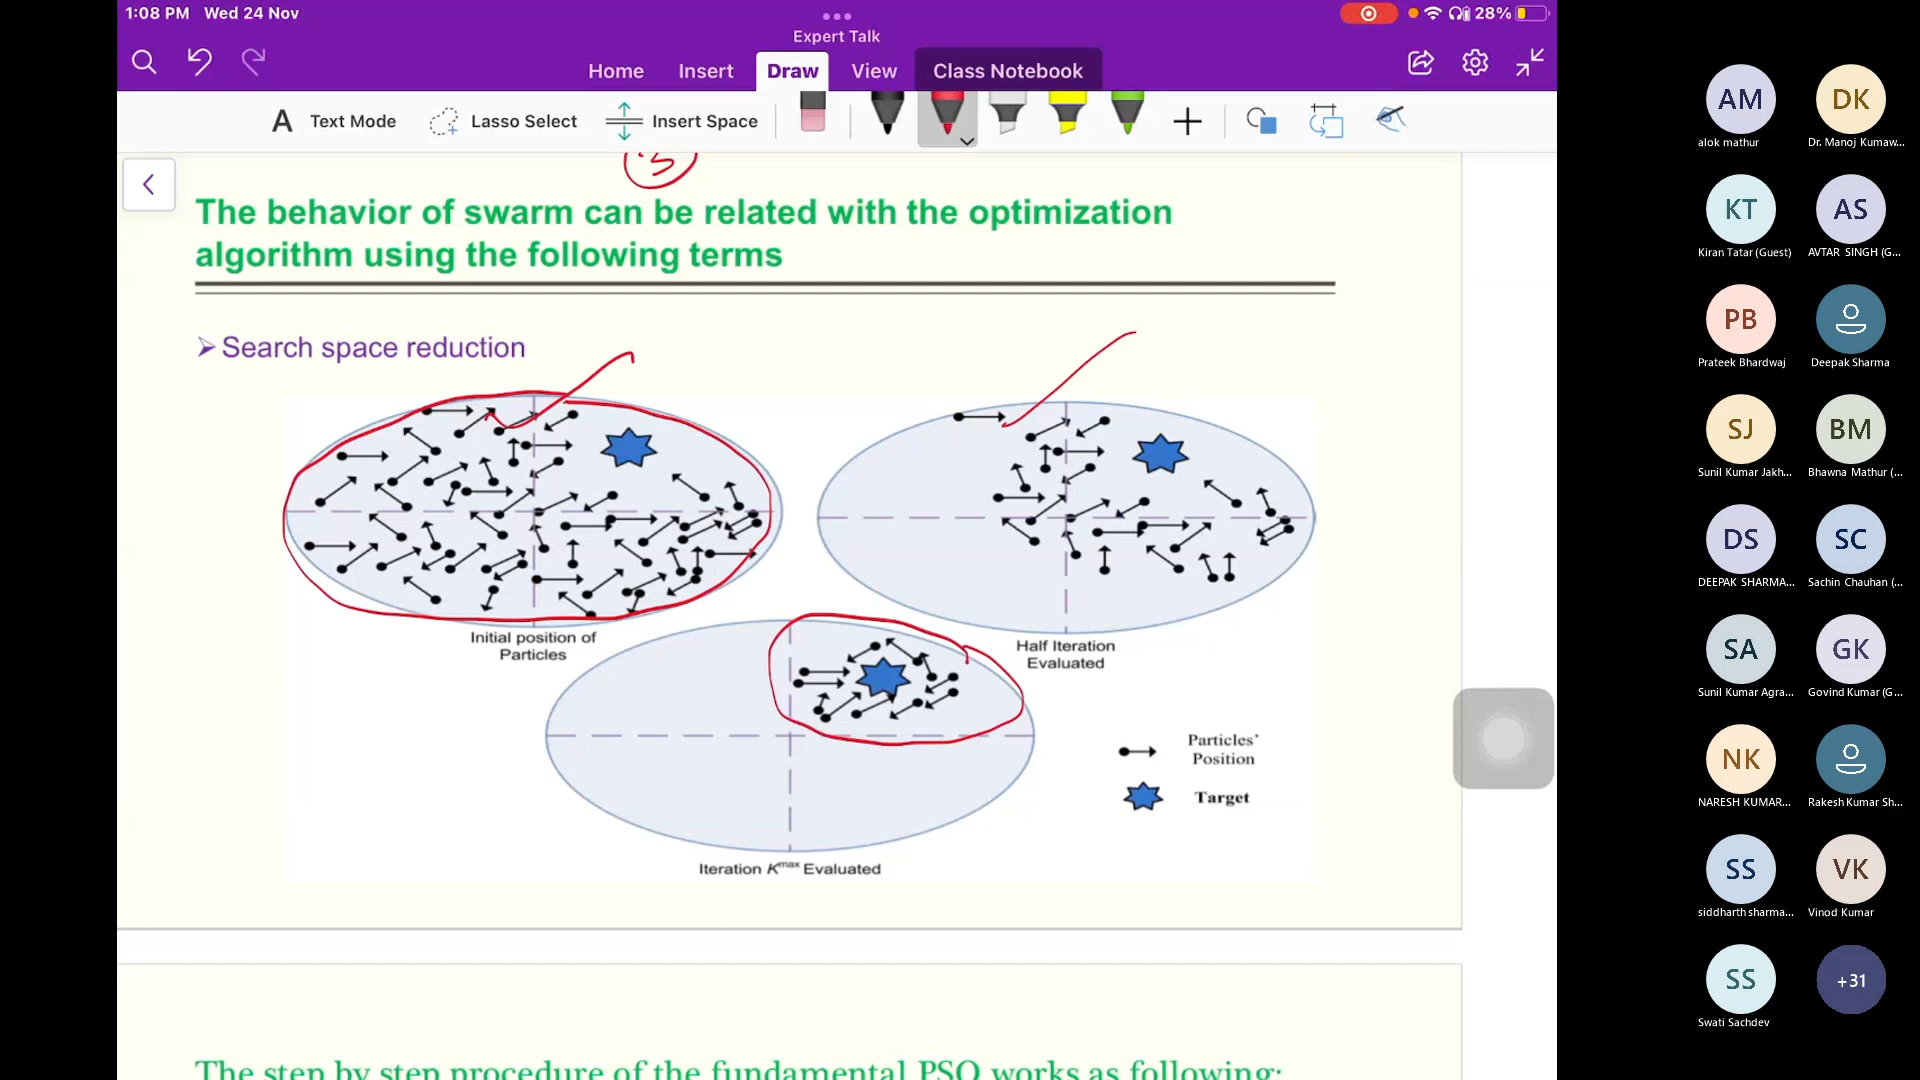 1:08 PM Wed 24 Nov
28%
Expert Talk
Home Insert Draw View Class Notebook
A Text Mode Lasso Select Insert Space
The behavior of swarm can be related with the optimization
algorithm using the following terms
➢ Search space reduction
Initial position of
Particles
Half Iteration
Evaluated
Particles’
Position
Target
Iteration Kmax Evaluated
The step by step procedure of the fundamental PSO works as following:
AM DK
alok mathur Dr. Manoj Kumaw...
KT AS
Kiran Tatar (Guest) AVTAR SINGH (G...
PB
Prateek Bhardwaj Deepak Sharma
SJ BM
Sunil Kumar Jakh... Bhawna Mathur (...
DS SC
DEEPAK SHARMA... Sachin Chauhan (...
SA GK
Sunil Kumar Agra... Govind Kumar (G...
NK
NARESH KUMAR... Rakesh Kumar Sh...
SS VK
siddharth sharma... Vinod Kumar
SS +31
Swati Sachdev